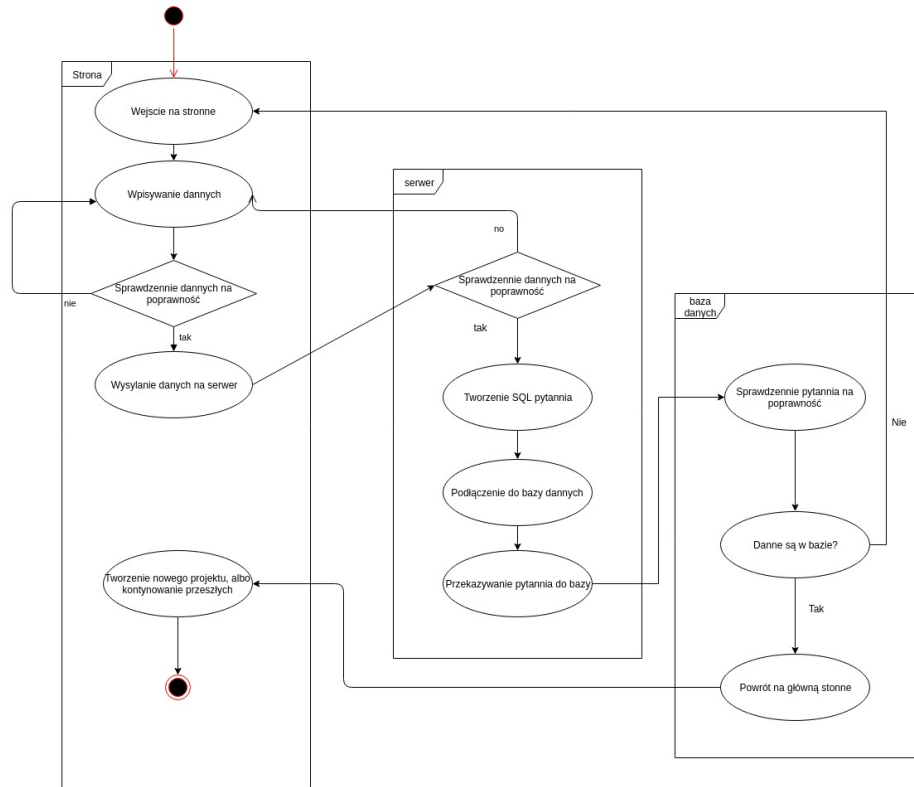 Strona
Wejscie na stronne
Wpisywanie dannych
Sprawdzennie dannych na
poprawność
nie
tak
Wysylanie danych na serwer
Tworzenie nowego projektu, albo
kontynowanie przeszłych
serwer
no
Sprawdzennie dannych na
poprawność
tak
Tworzenie SQL pytania
Podłączenie do bazy dannych
Przekazywanie pytannia do bazy
baza
danych
Sprawdzennie pytannia na
poprawność
Nie
Danne są w bazie?
Tak
Powrót na główną stonne